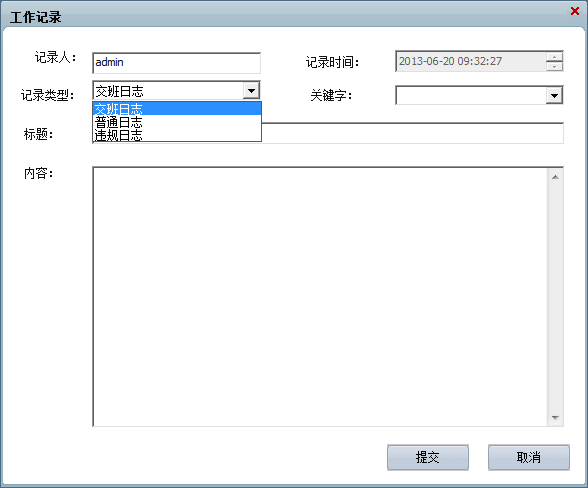 工作记录
记录人： admin 记录时间： 2013-06-20 09:32:27
记录类型： 交班日志 关键字：
交班日志
普通日志
违规日志
标题：
内容：
提交 取消